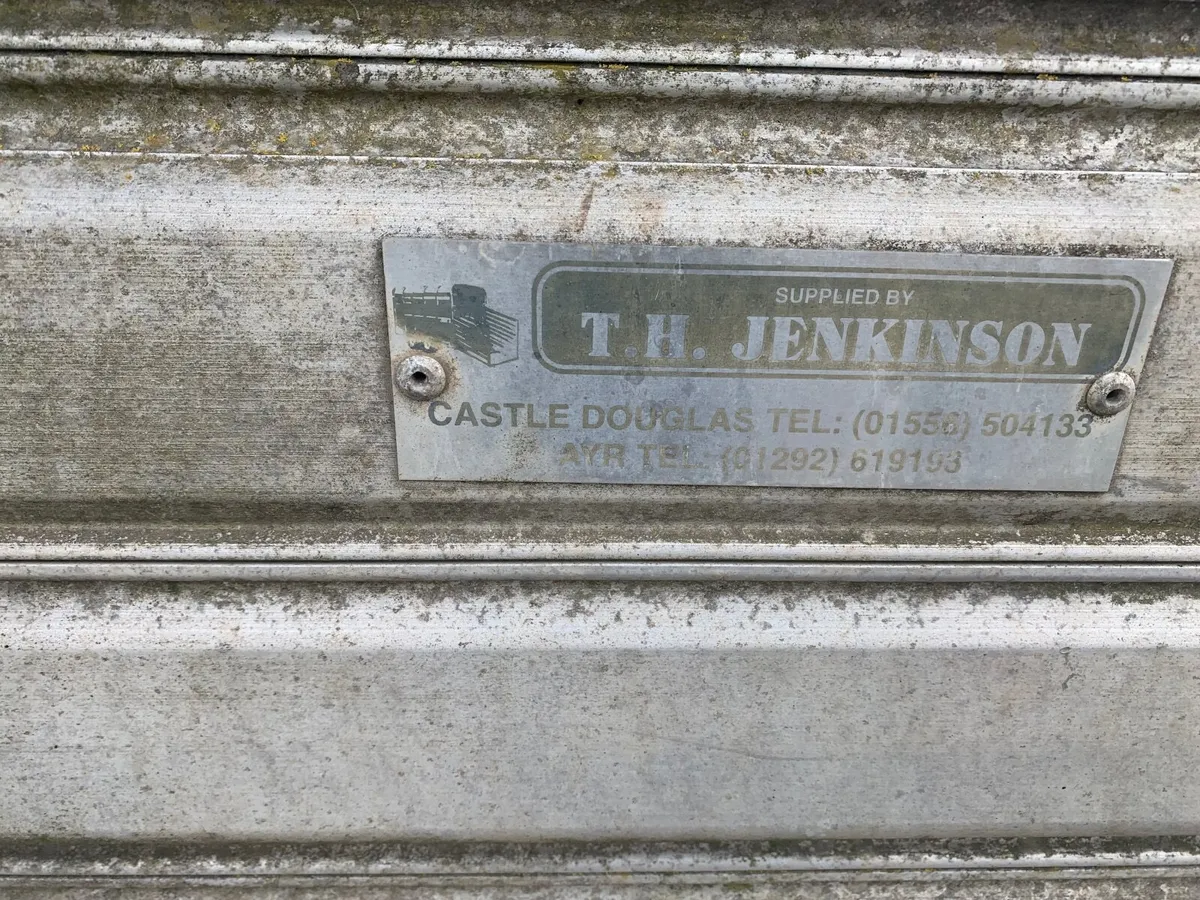 SUPPLIED BY
T.H. JENKINSON
CASTLE DOUGLAS TEL: (01556) 504133
AYR TEL: (01292) 619193